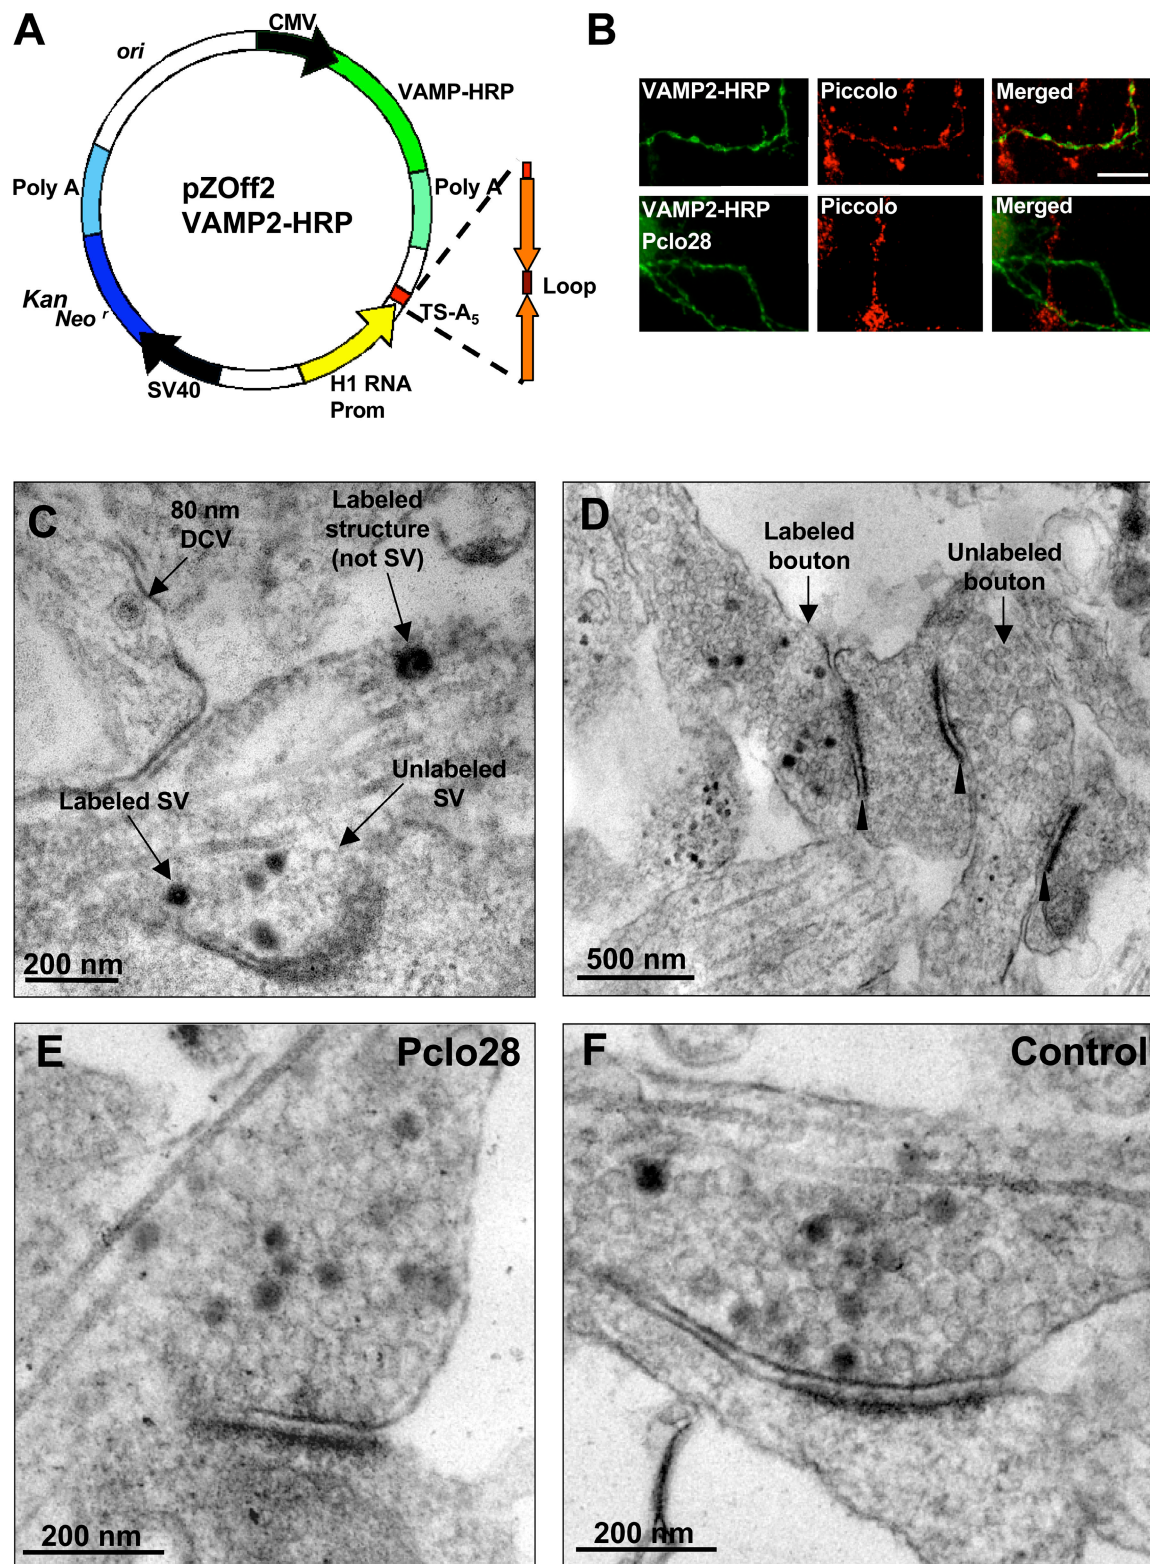 A
CMV
ori
VAMP-HRP
Poly A
pZOff2
VAMP2-HRP
Poly A
Kan
Neo r
TS-A5
Loop
SV40
H1 RNA
Prom
B
VAMP2-HRP
Piccolo
Merged
VAMP2-HRP
Pclo28
Piccolo
Merged
C
80 nm
DCV
Labeled
structure
(not SV)
Labeled SV
Unlabeled
SV
200 nm
D
Labeled
bouton
Unlabeled
bouton
500 nm
E
Pclo28
200 nm
F
Control
200 nm